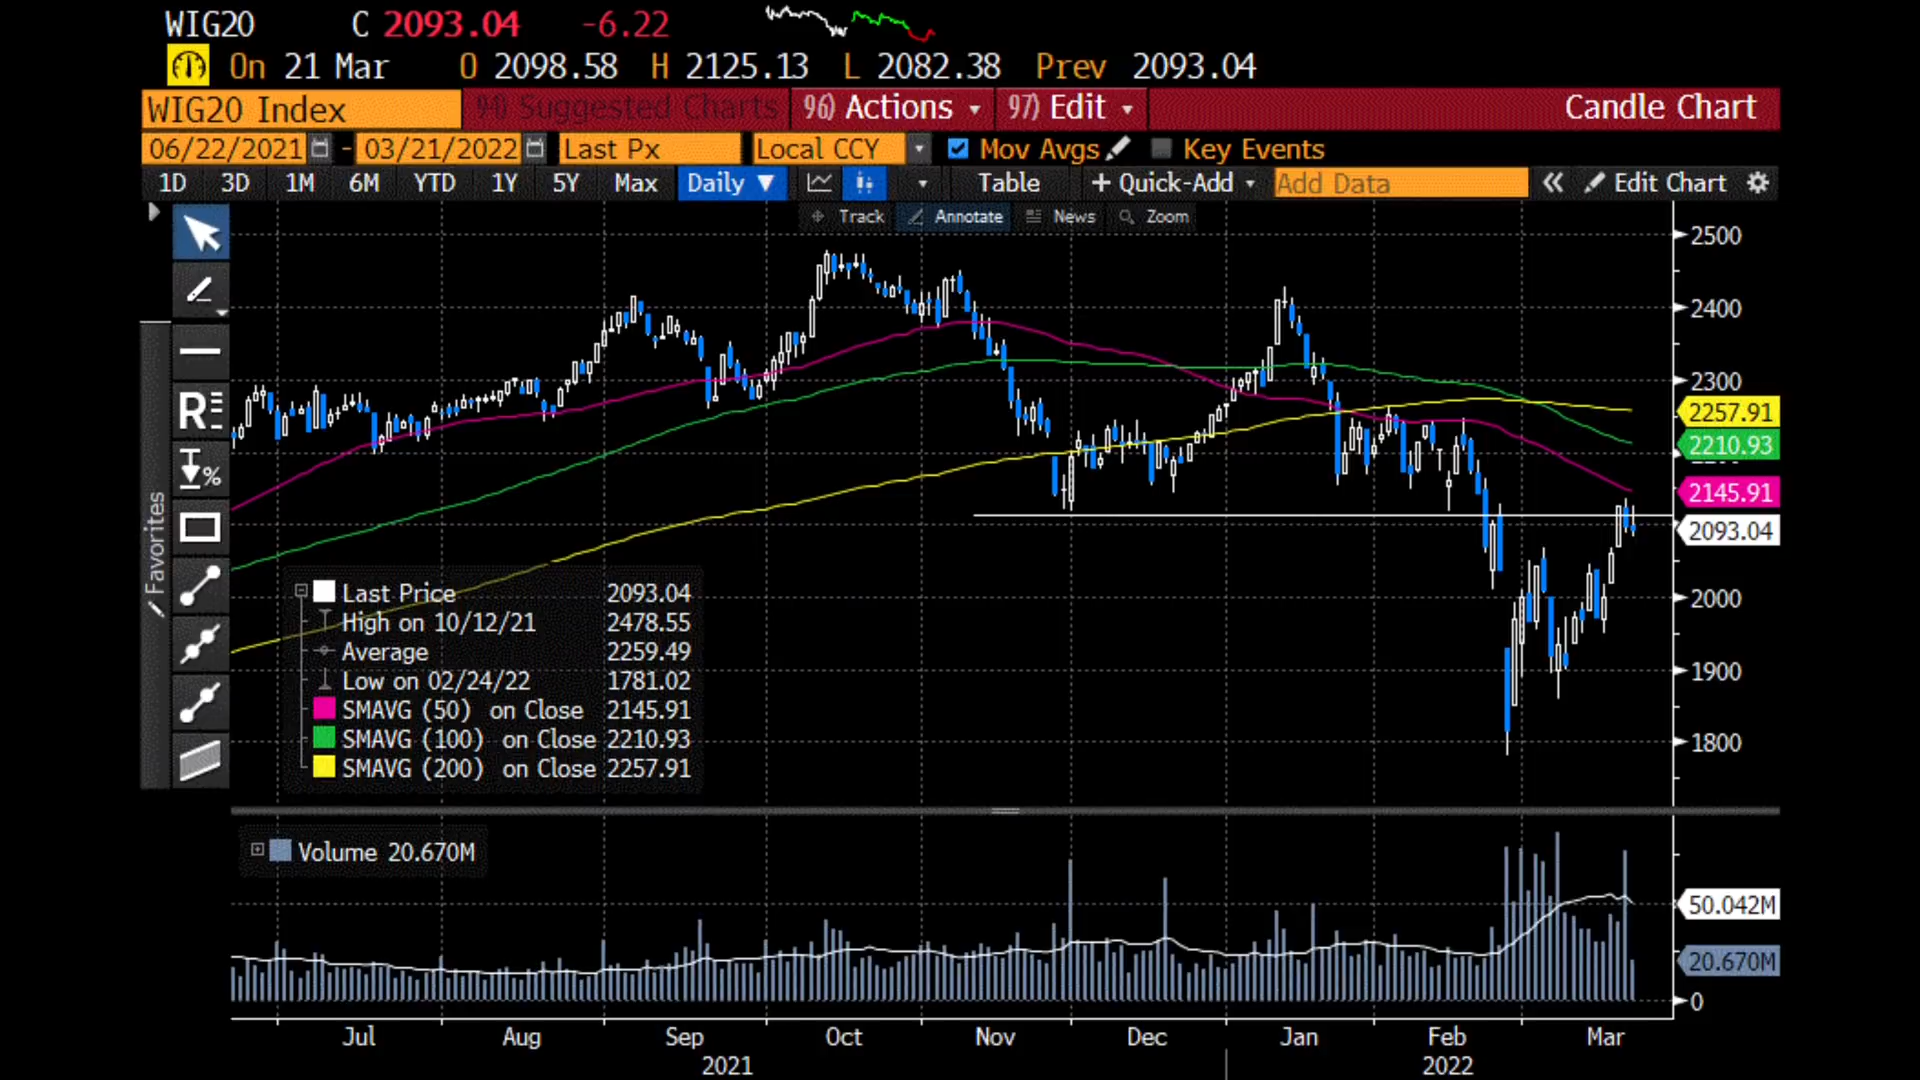 WIG20 C 2093.04 -6.22
On 21 Mar O 2098.58 H 2125.13 L 2082.38 Prev 2093.04
WIG20 Index 94) Suggested Charts 96) Actions 97) Edit Candle Chart
06/22/2021 - 03/21/2022 Last Px Local CCY Mov Avgs Key Events
1D 3D 1M 6M YTD 1Y 5Y Max Daily ▼ Table + Quick-Add Add Data « Edit Chart
Track Annotate News Zoom
2500
2400
2300
2257.91
2210.93
2145.91
2093.04
2000
1900
1800
R
%
Favorites
Last Price 2093.04
High on 10/12/21 2478.55
Average 2259.49
Low on 02/24/22 1781.02
SMAVG (50) on Close 2145.91
SMAVG (100) on Close 2210.93
SMAVG (200) on Close 2257.91
Volume 20.670M
50.042M
20.670M
0
Jul Aug Sep Oct Nov Dec Jan Feb Mar
2021 2022